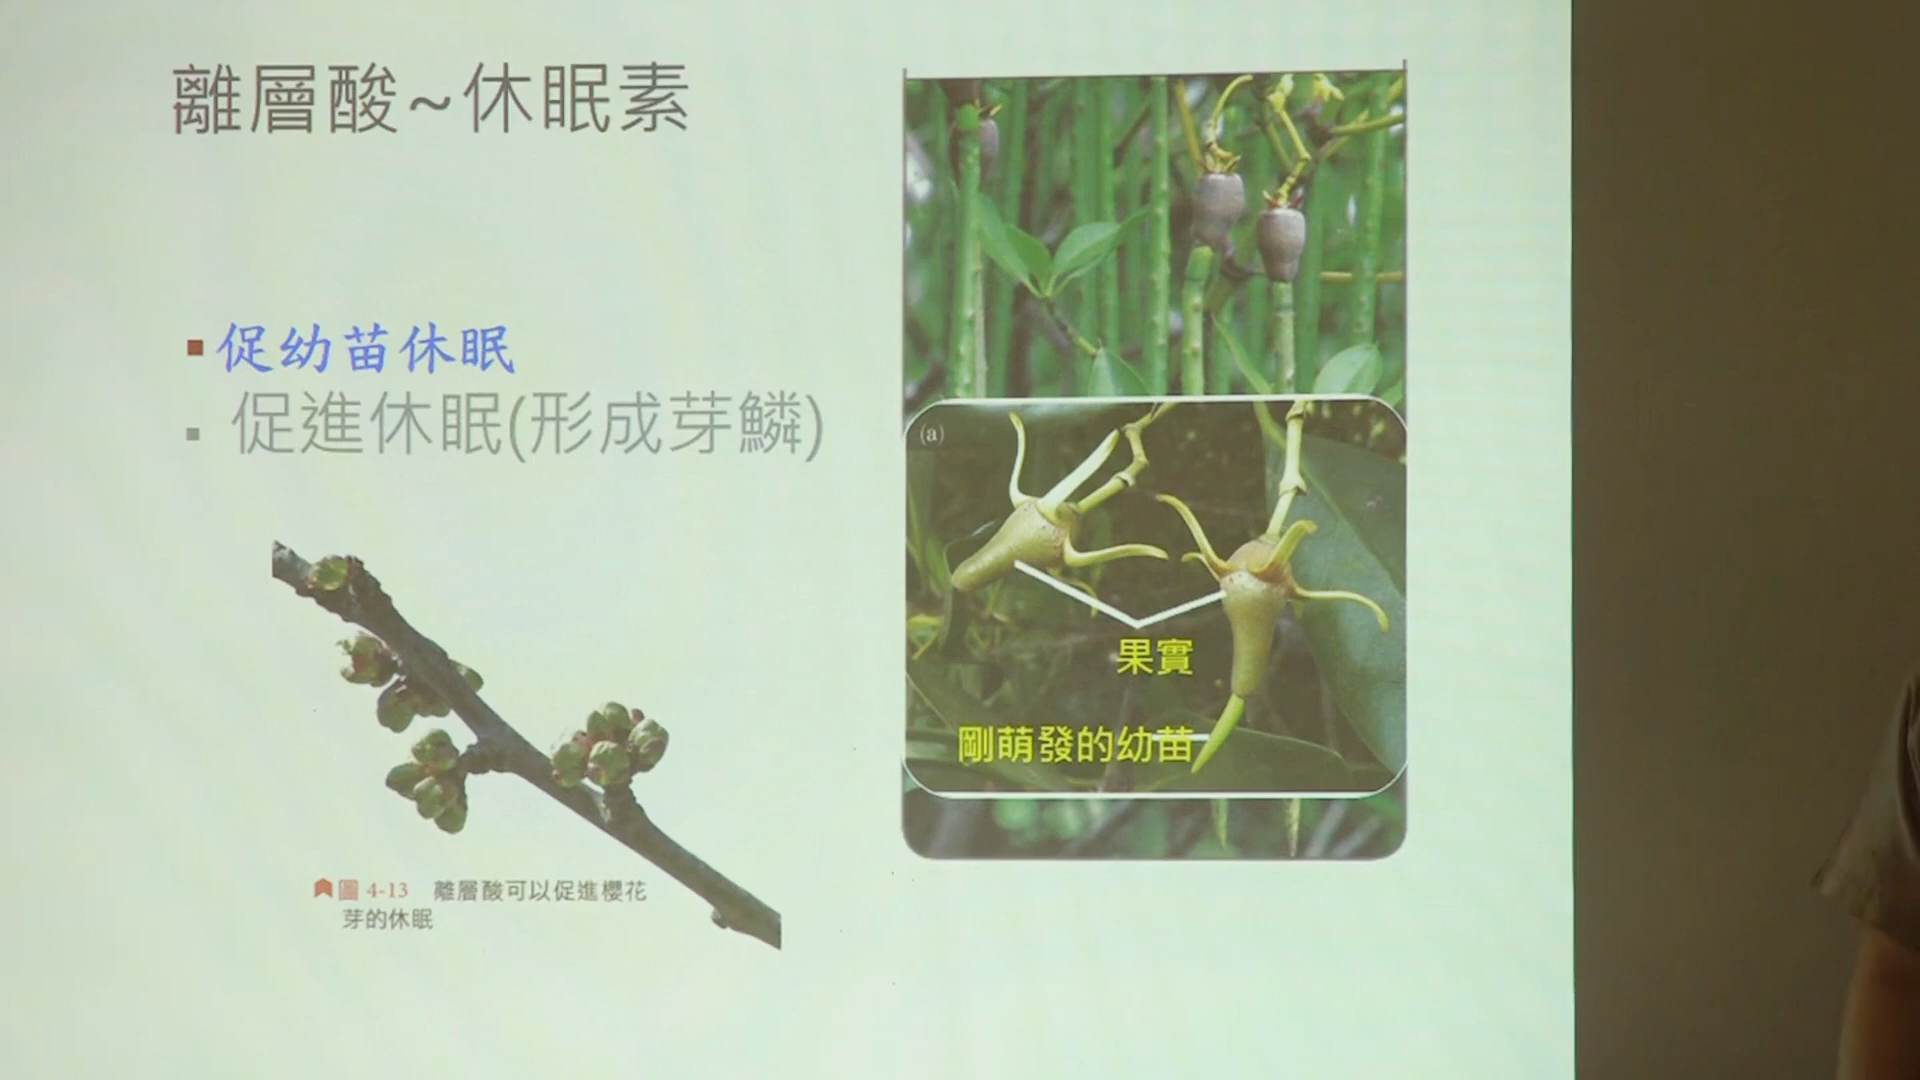 離層酸~休眠素
▪促幼苗休眠
▪ 促進休眠(形成芽鱗)
圖 4-13 離層酸可以促進櫻花
芽的休眠
(a)
果實
剛萌發的幼苗